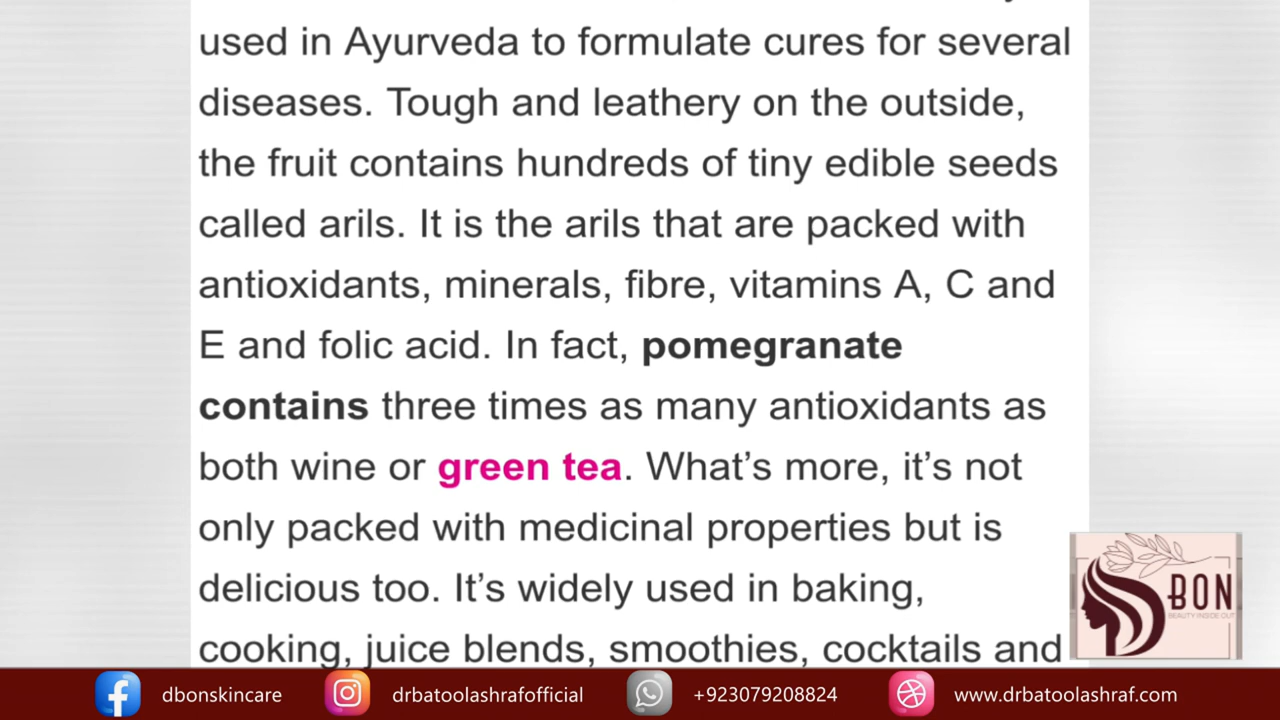 used in Ayurveda to formulate cures for several
diseases. Tough and leathery on the outside,
the fruit contains hundreds of tiny edible seeds
called arils. It is the arils that are packed with
antioxidants, minerals, fibre, vitamins A, C and
E and folic acid. In fact, pomegranate
contains three times as many antioxidants as
both wine or green tea. What’s more, it’s not
only packed with medicinal properties but is
delicious too. It’s widely used in baking,
cooking, juice blends, smoothies, cocktails and
BON
BEAUTY INSIDE OUT
dbonskincare
drbatoolashrafofficial
+923079208824
www.drbatoolashraf.com